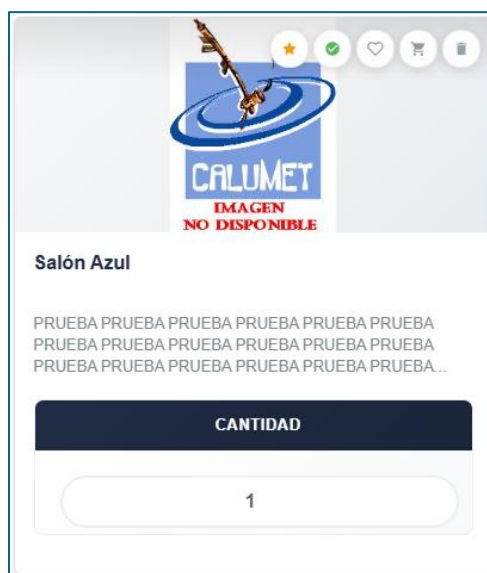 CALUMET
IMAGEN
NO DISPONIBLE
Salón Azul
PRUEBA PRUEBA PRUEBA PRUEBA PRUEBA PRUEBA
PRUEBA PRUEBA PRUEBA PRUEBA PRUEBA PRUEBA
PRUEBA PRUEBA PRUEBA PRUEBA PRUEBA PRUEBA...
CANTIDAD
1